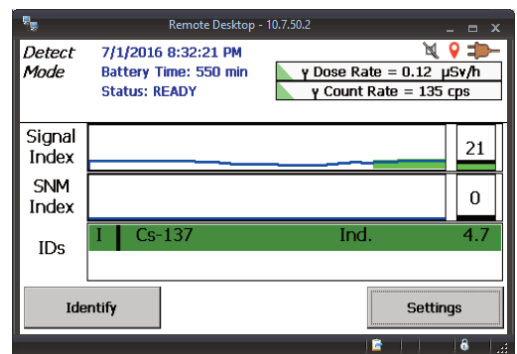 Remote Desktop - 10.7.50.2
Detect
Mode
7/1/2016 8:32:21 PM
Battery Time: 550 min
Status: READY
γ Dose Rate = 0.12 µSv/h
γ Count Rate = 135 cps
Signal
Index
21
SNM
Index
0
IDs
I Cs-137 Ind. 4.7
Identify
Settings